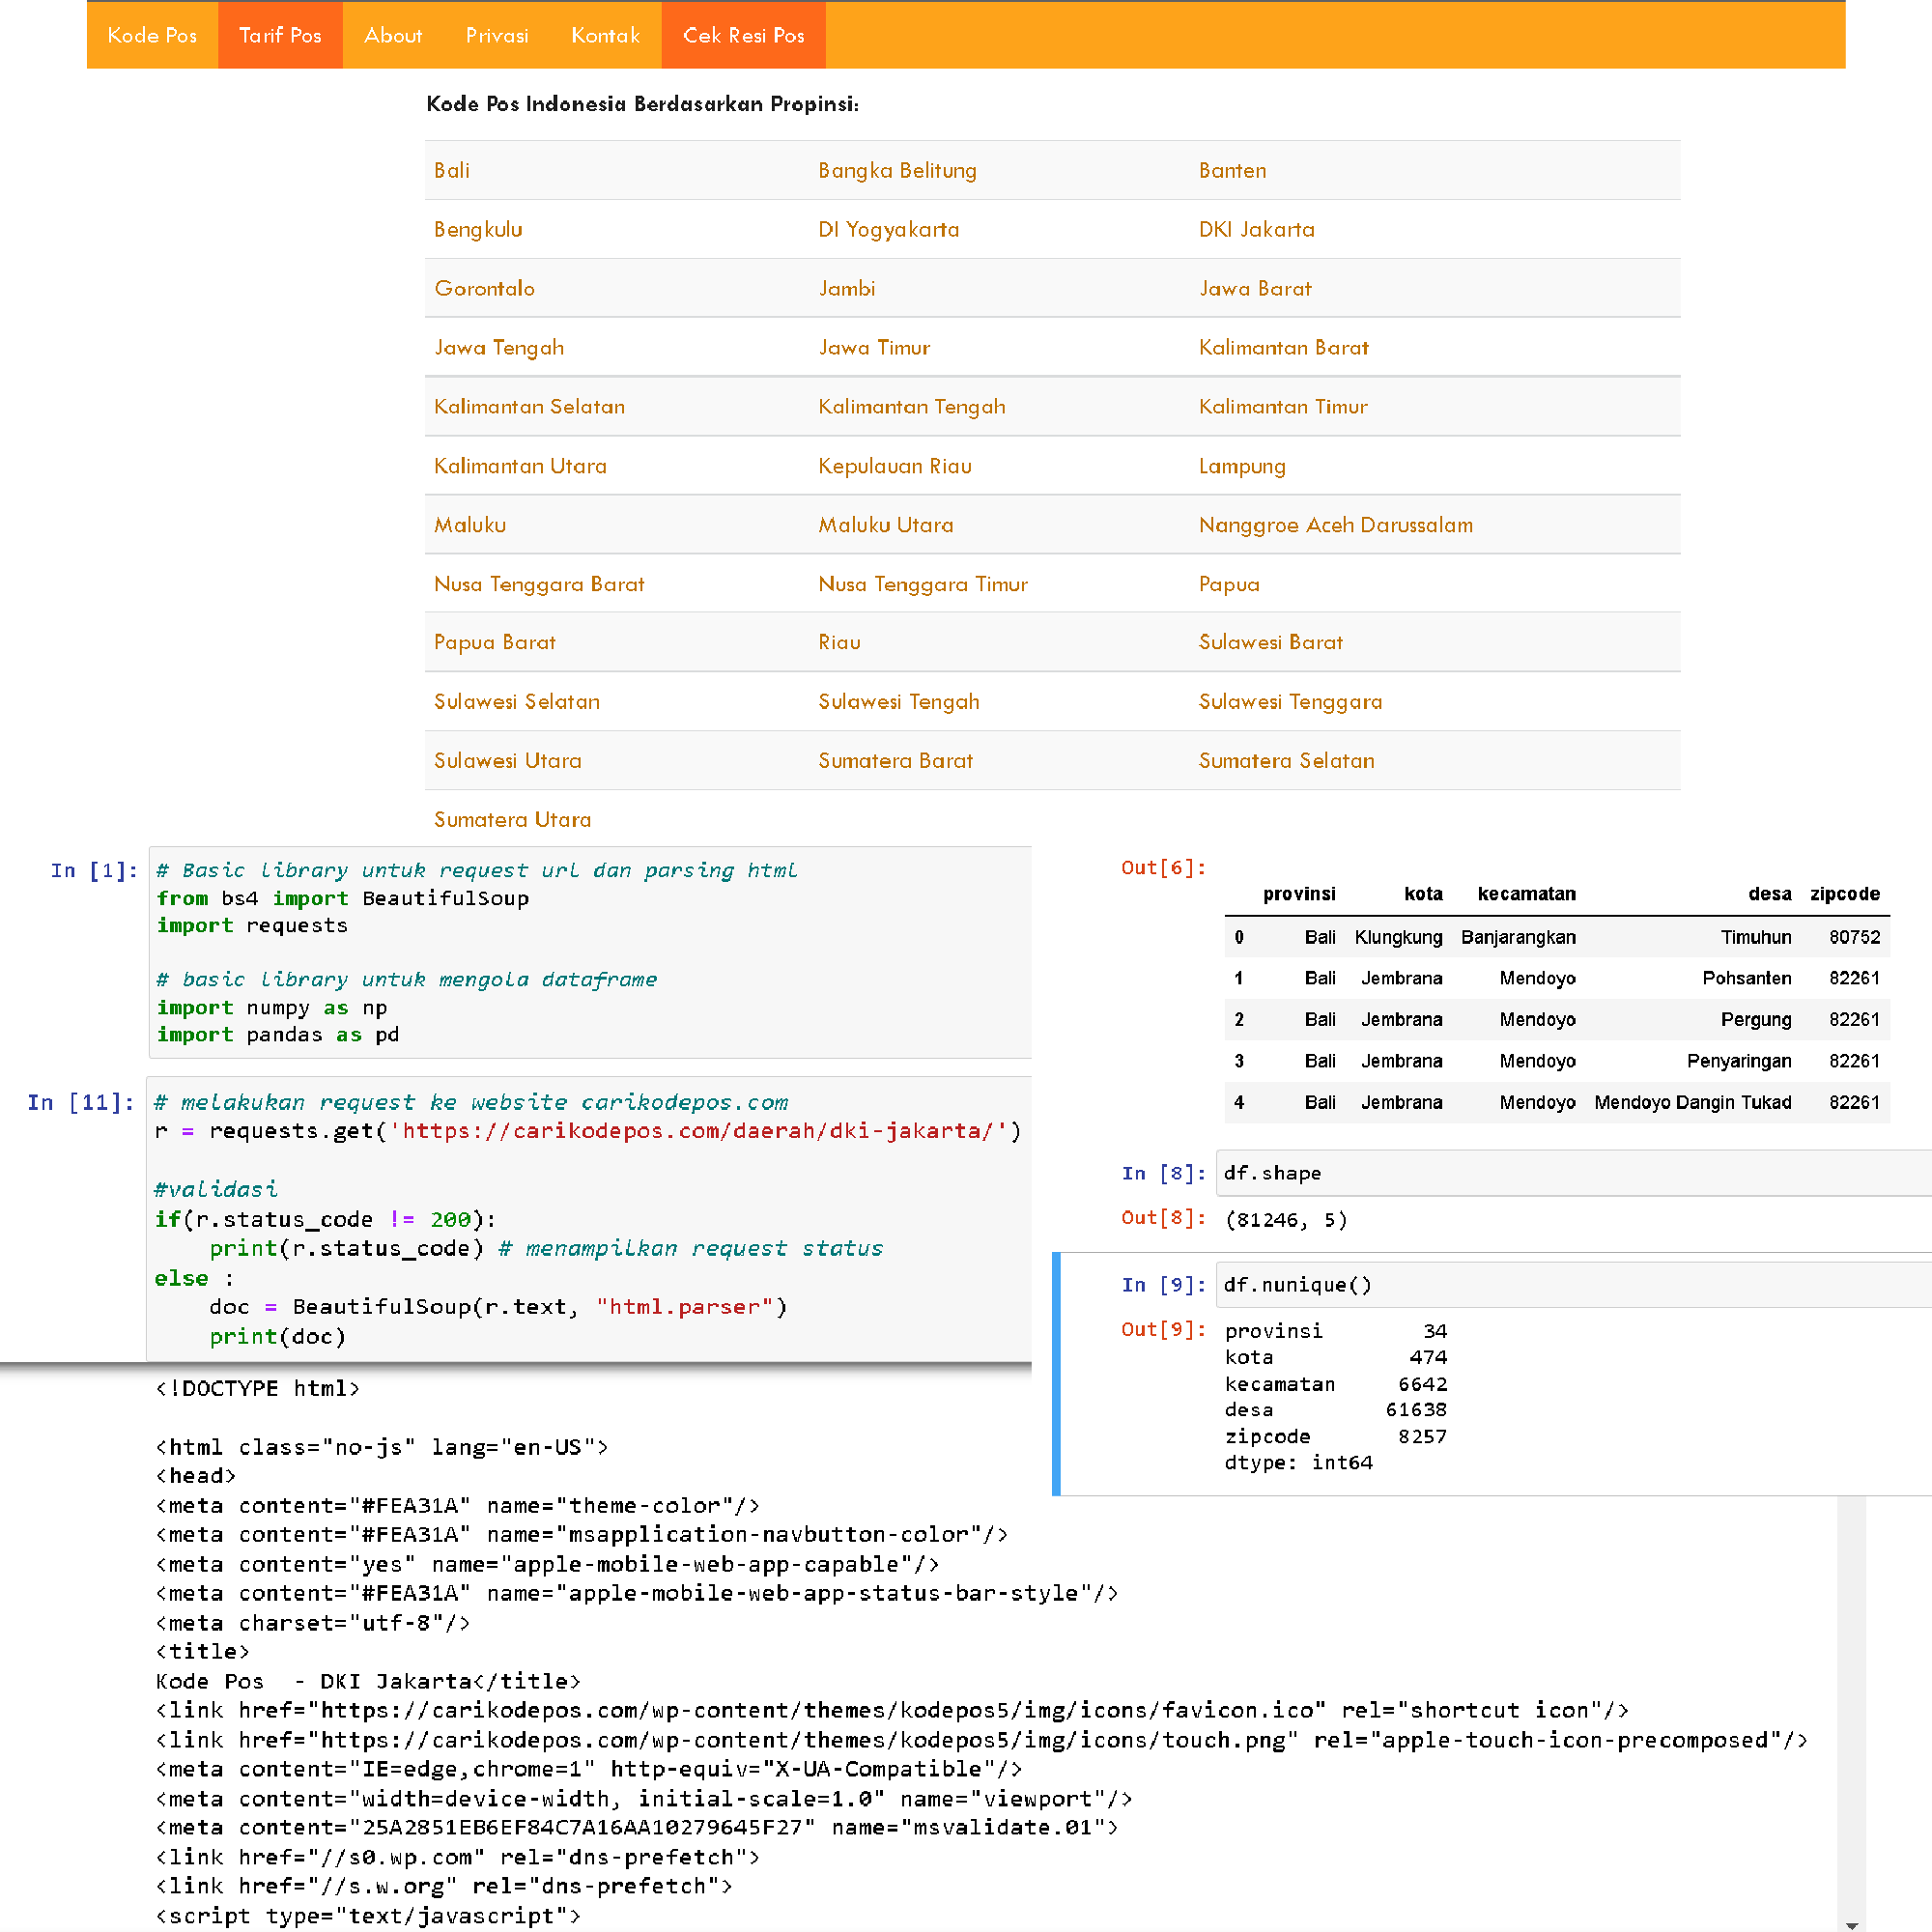 Kode Pos Tarif Pos About Privasi Kontak Cek Resi Pos
Kode Pos Indonesia Berdasarkan Propinsi:
Bali Bangka Belitung Banten
Bengkulu DI Yogyakarta DKI Jakarta
Gorontalo Jambi Jawa Barat
Jawa Tengah Jawa Timur Kalimantan Barat
Kalimantan Selatan Kalimantan Tengah Kalimantan Timur
Kalimantan Utara Kepulauan Riau Lampung
Maluku Maluku Utara Nanggroe Aceh Darussalam
Nusa Tenggara Barat Nusa Tenggara Timur Papua
Papua Barat Riau Sulawesi Barat
Sulawesi Selatan Sulawesi Tengah Sulawesi Tenggara
Sulawesi Utara Sumatera Barat Sumatera Selatan
Sumatera Utara
In [1]: # Basic library untuk request url dan parsing html
from bs4 import BeautifulSoup
import requests
# basic library untuk mengola dataframe
import numpy as np
import pandas as pd
In [11]: # melakukan request ke website carikodepos.com
r = requests.get('https://carikodepos.com/daerah/dki-jakarta/')
#validasi
if(r.status_code != 200):
print(r.status_code) # menampilkan request status
else :
doc = BeautifulSoup(r.text, "html.parser")
print(doc)
Out[6]:
provinsi kota kecamatan desa zipcode
0 Bali Klungkung Banjarangkan Timuhun 80752
1 Bali Jembrana Mendoyo Pohsanten 82261
2 Bali Jembrana Mendoyo Pergung 82261
3 Bali Jembrana Mendoyo Penyaringan 82261
4 Bali Jembrana Mendoyo Mendoyo Dangin Tukad 82261
In [8]: df.shape
Out[8]: (81246, 5)
In [9]: df.nunique()
Out[9]: provinsi 34
kota 474
kecamatan 6642
desa 61638
zipcode 8257
dtype: int64
<!DOCTYPE html>
<html class="no-js" lang="en-US">
<head>
<meta content="#FEA31A" name="theme-color"/>
<meta content="#FEA31A" name="msapplication-navbutton-color"/>
<meta content="yes" name="apple-mobile-web-app-capable"/>
<meta content="#FEA31A" name="apple-mobile-web-app-status-bar-style"/>
<meta charset="utf-8"/>
<title>
Kode Pos  - DKI Jakarta</title>
<link href="https://carikodepos.com/wp-content/themes/kodepos5/img/icons/favicon.ico" rel="shortcut icon"/>
<link href="https://carikodepos.com/wp-content/themes/kodepos5/img/icons/touch.png" rel="apple-touch-icon-precomposed"/>
<meta content="IE=edge,chrome=1" http-equiv="X-UA-Compatible"/>
<meta content="width=device-width, initial-scale=1.0" name="viewport"/>
<meta content="25A2851EB6EF84C7A16AA10279645F27" name="msvalidate.01">
<link href="//s0.wp.com" rel="dns-prefetch">
<link href="//s.w.org" rel="dns-prefetch">
<script type="text/javascript">